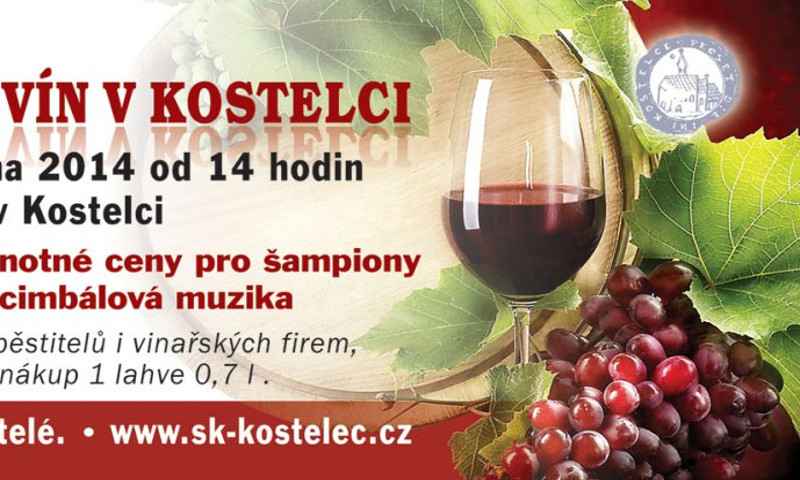 VÍN V KOSTELCI
na 2014 od 14 hodin
v Kostelci
notné ceny pro šampiony
cimbálová muzika
pěstitelů i vinařských firem,
nákup 1 lahve 0,7 l .
telé. • www.sk-kostelec.cz